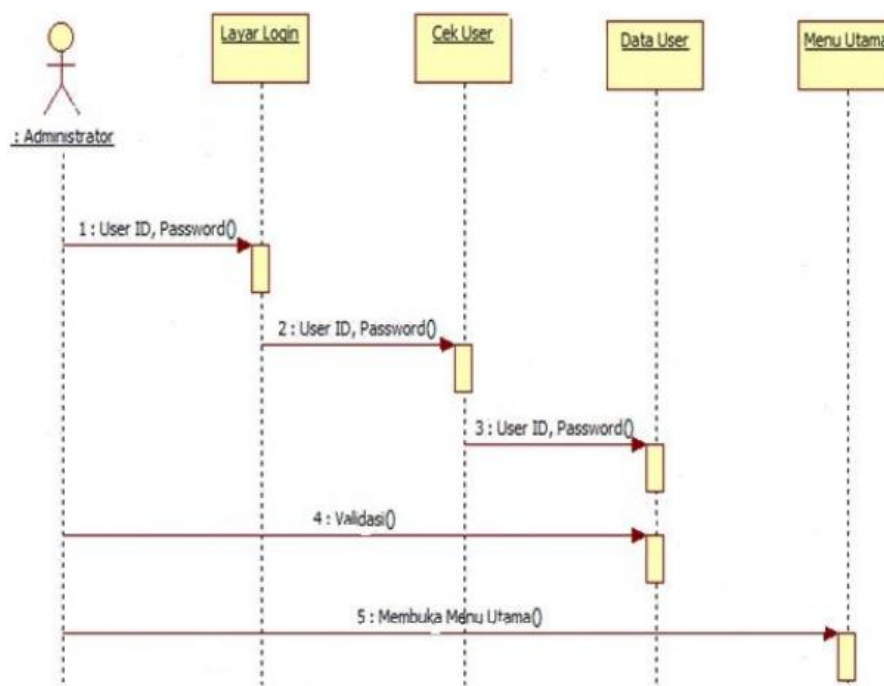 Layar Login
Cek User
Data User
Menu Utama
: Administrator
1 : User ID, Password()
2 : User ID, Password()
3 : User ID, Password()
4 : Validasi()
5 : Membuka Menu Utama()